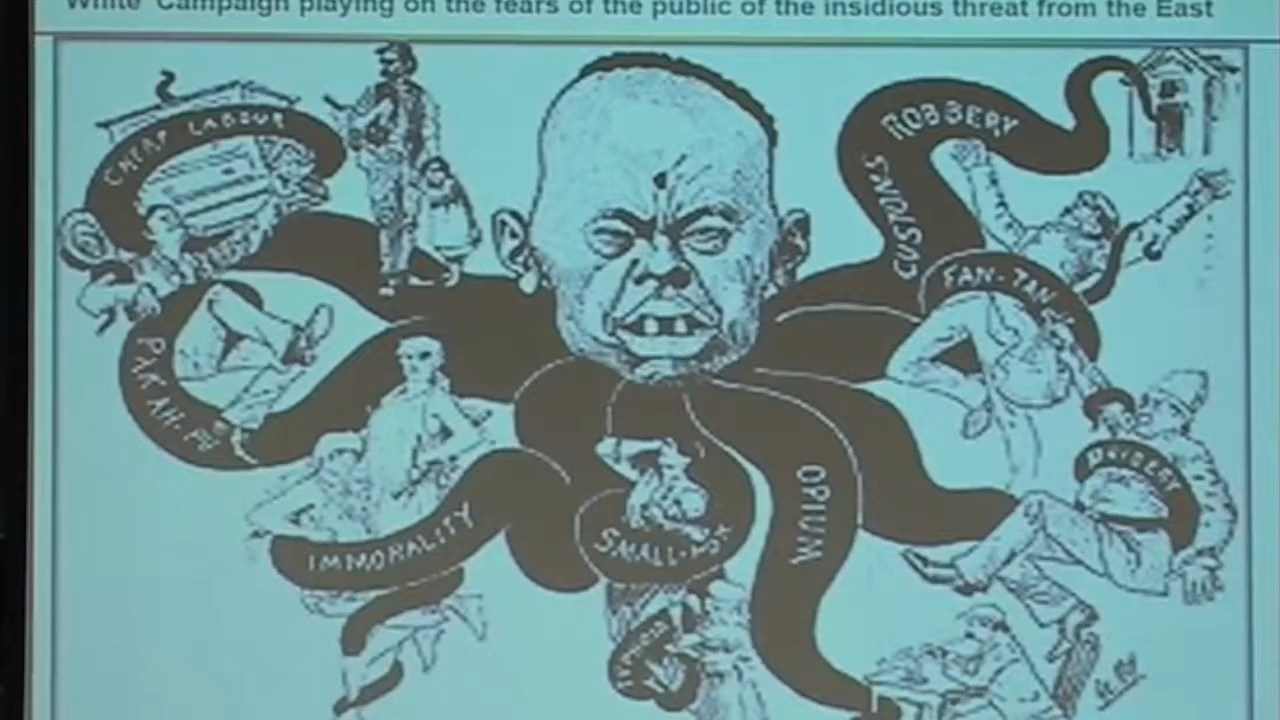 White' Campaign playing on the fears of the public of the insidious threat from the East
CHEAP LABOUR
ROBBERY
CUSTOMS
FAN-TAN
PAK AH-PU
BRIBERY
OPIUM
IMMORALITY
SMALL-POX
TYPHOID